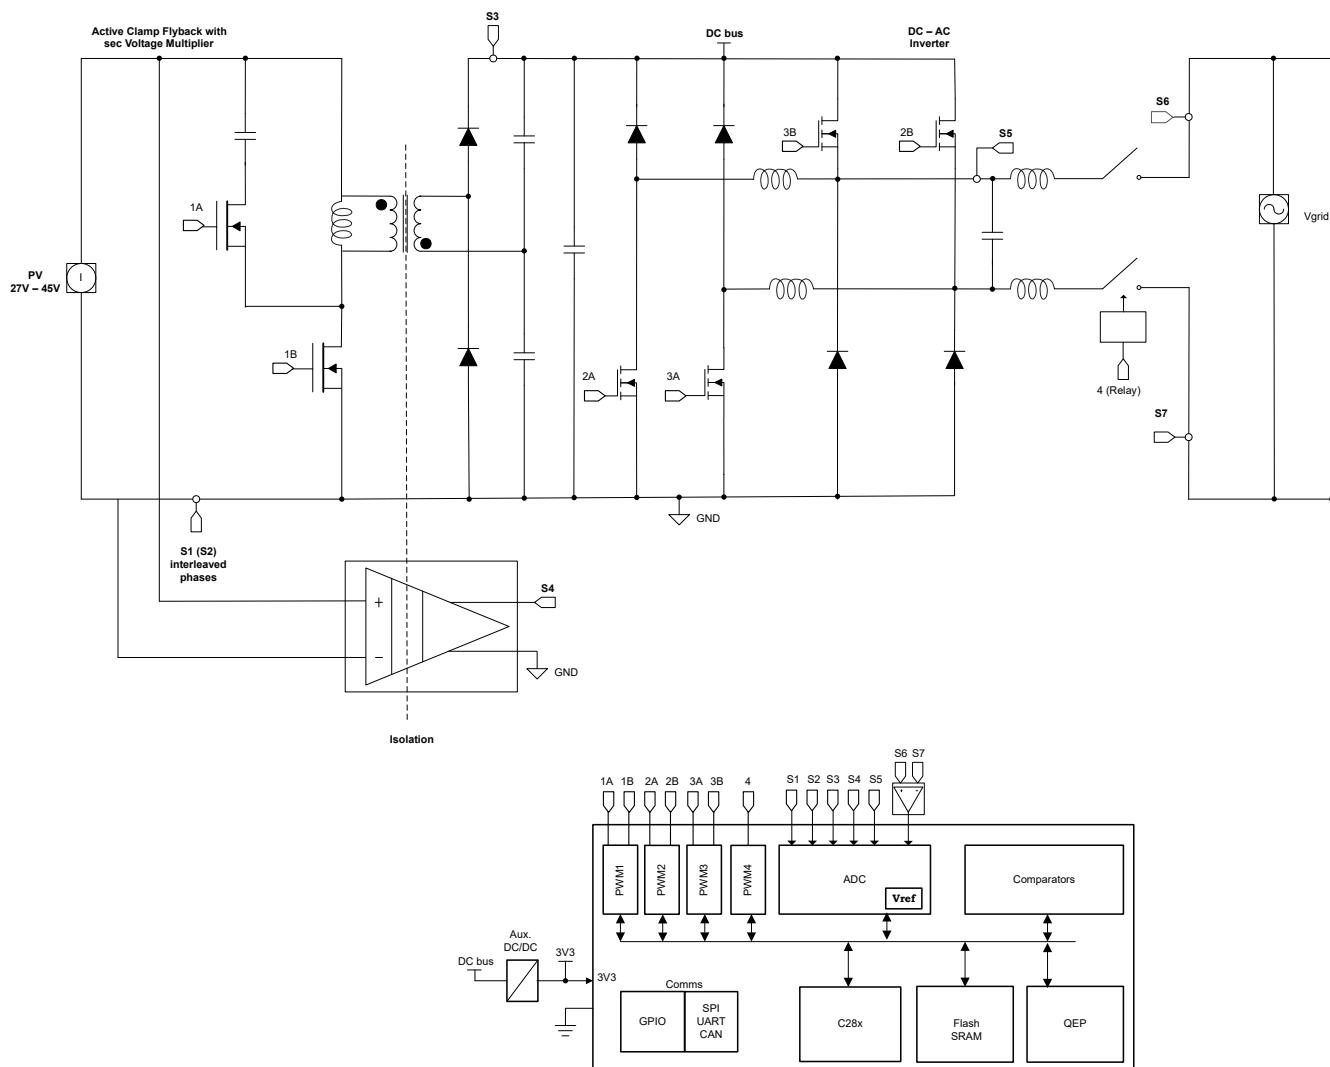 S3
Active Clamp Flyback with
sec Voltage Multiplier
DC bus
DC – AC
Inverter
S6
3B
2B
S5
1A
Vgrid
PV
27V – 45V
1B
2A
3A
4 (Relay)
S7
GND
S1 (S2)
interleaved
phases
S4
+
–
GND
Isolation
S6 S7
1A 1B 2A 2B 3A 3B 4 S1 S2 S3 S4 S5
+ -
PWM1
PWM2
PWM3
PWM4
ADC
Vref
Comparators
Aux.
DC/DC
DC bus
3V3
3V3
Comms
GPIO
SPI
UART
CAN
C28x
Flash
SRAM
QEP